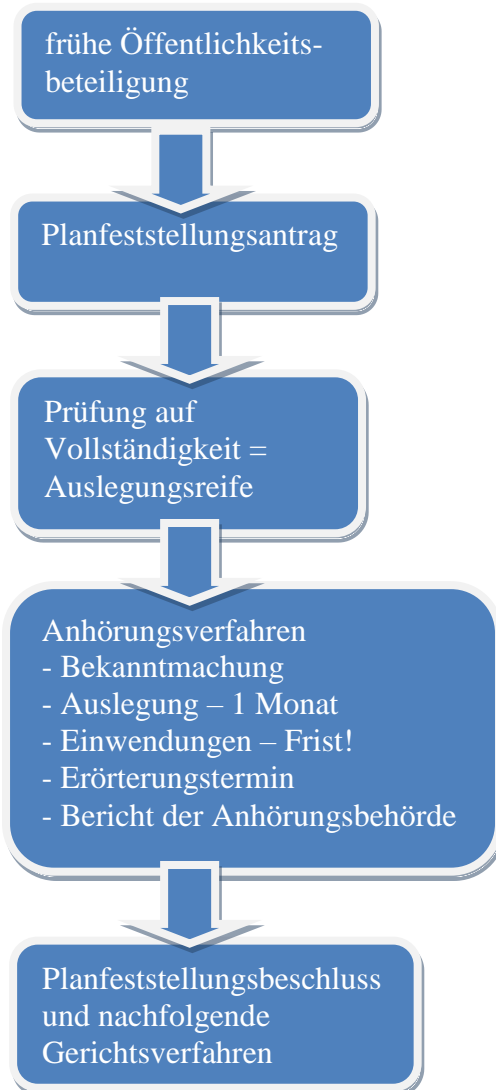 frühe Öffentlichkeits-
beteiligung
Planfeststellungsantrag
Prüfung auf
Vollständigkeit =
Auslegungsreife
Anhörungsverfahren
- Bekanntmachung
- Auslegung – 1 Monat
- Einwendungen – Frist!
- Erörterungstermin
- Bericht der Anhörungsbehörde
Planfeststellungsbeschluss
und nachfolgende
Gerichtsverfahren